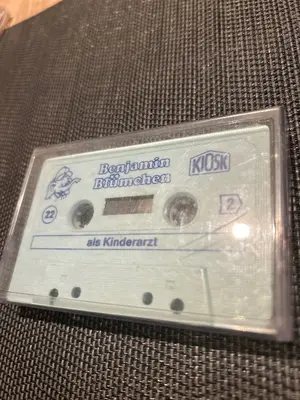 Benjamin
Blümchen
KIOSK
22
2
als Kinderarzt